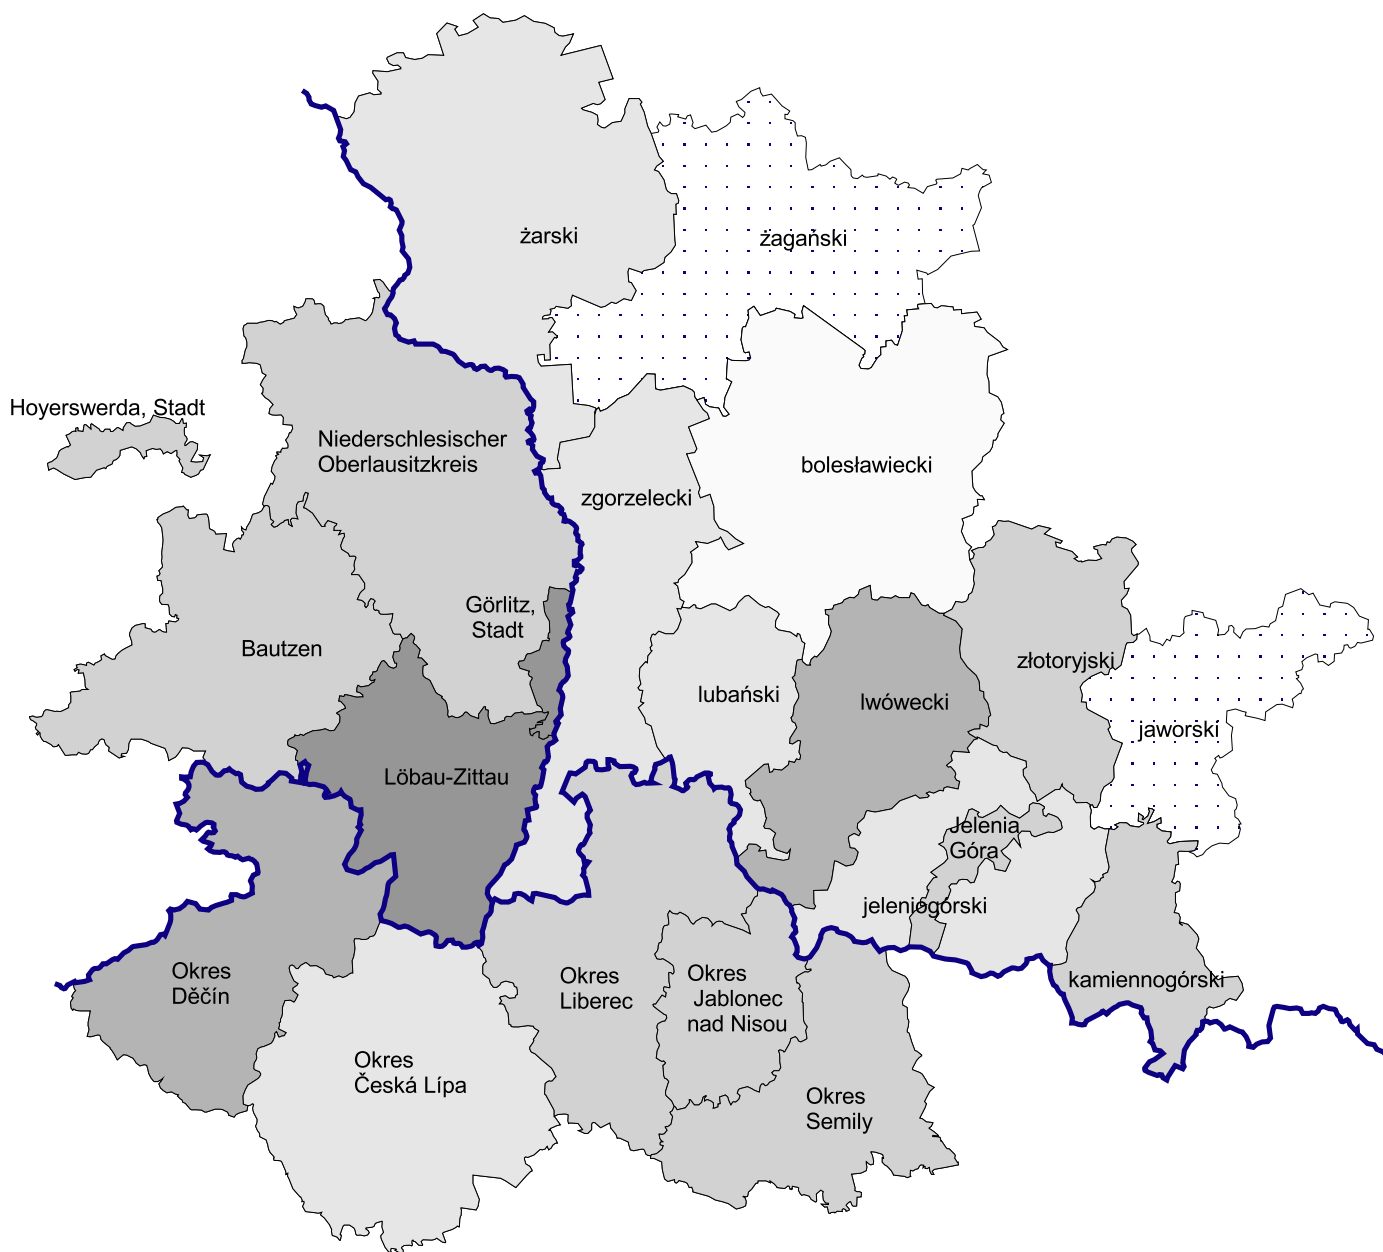 żarski
żagański
Hoyerswerda, Stadt
Niederschlesischer
Oberlausitzkreis
bolesławiecki
zgorzelecki
Görlitz,
Stadt
Bautzen
złotoryjski
lubański
lwówecki
jaworski
Löbau-Zittau
Jelenia
Góra
jeleniogórski
Okres
Děčín
Okres
Liberec
Okres
Jablonec
nad Nisou
kamiennogórski
Okres
Česká Lípa
Okres
Semily